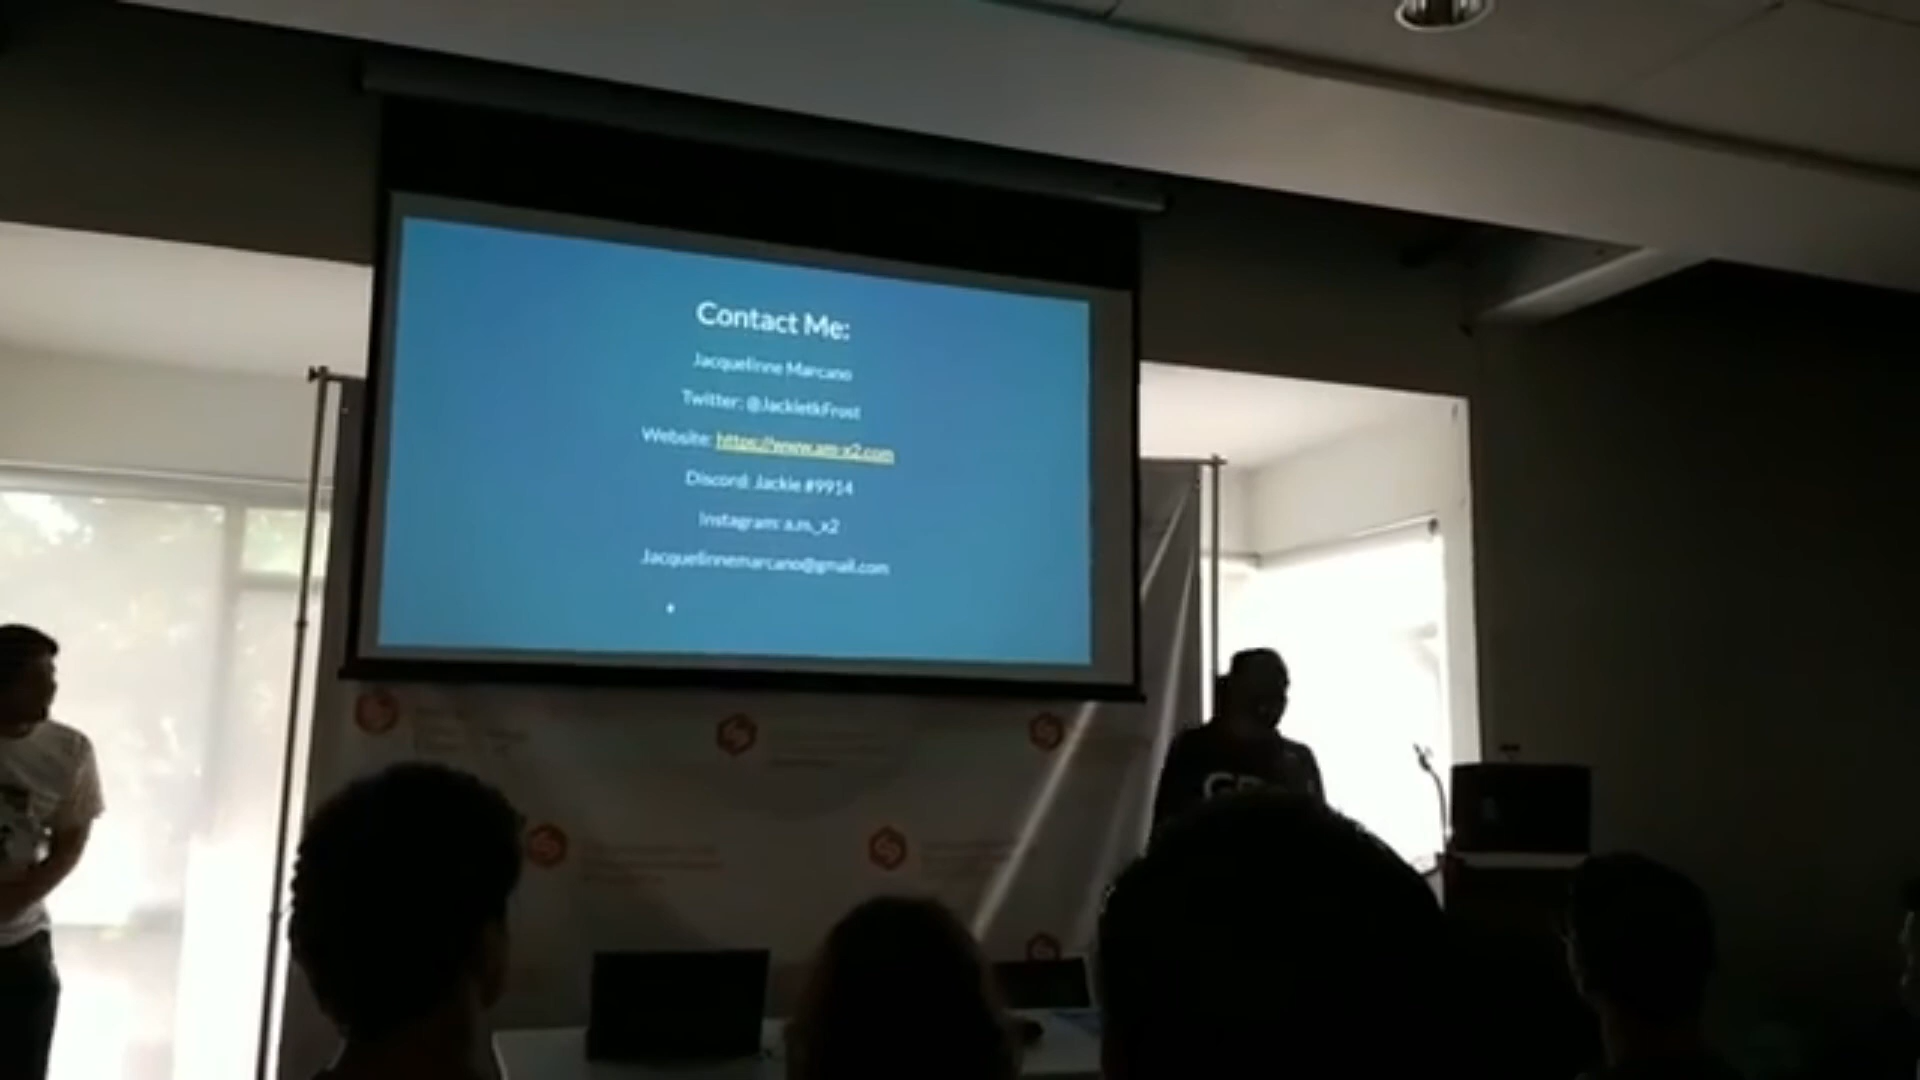 Contact Me:
Jacquelinne Marcano
Twitter: @JackietkFrost
Website: https://www.am-x2.com
Discord: Jackie #9914
Instagram: a.m_x2
Jacquelinnemarcano@gmail.com